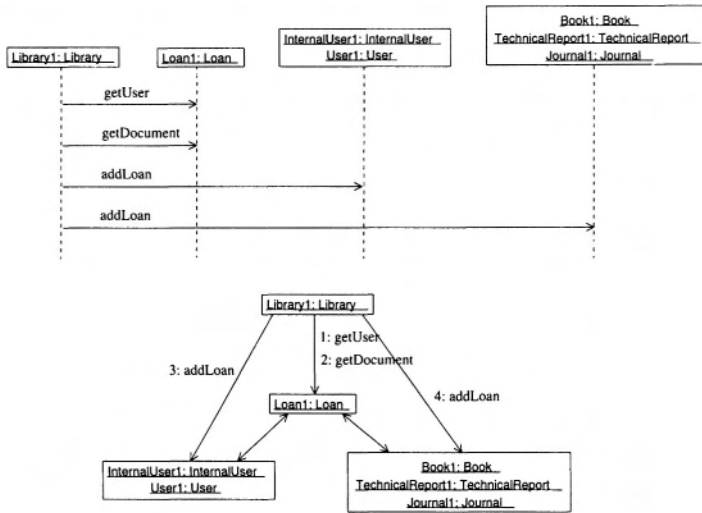 Library1: Library
Loan1: Loan
InternalUser1: InternalUser
User1: User
Book1: Book
TechnicalReport1: TechnicalReport
Journal1: Journal
getUser
getDocument
addLoan
addLoan
Library1: Library
1: getUser
2: getDocument
3: addLoan
4: addLoan
Loan1: Loan
InternalUser1: InternalUser
User1: User
Book1: Book
TechnicalReport1: TechnicalReport
Journal1: Journal